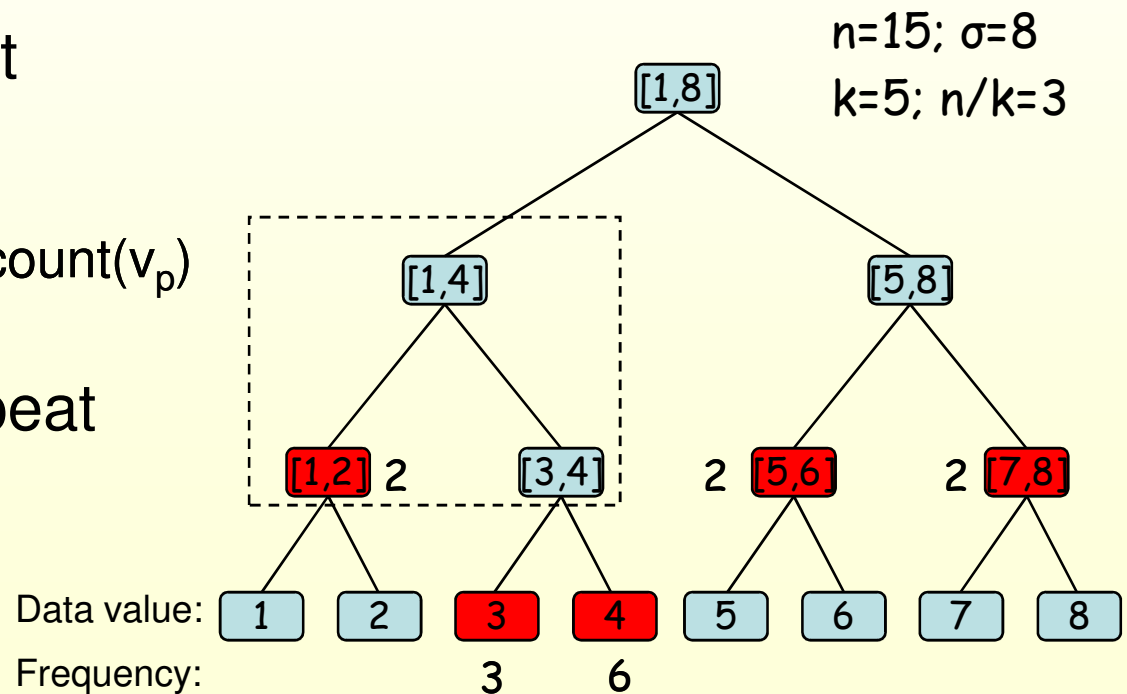 t
n=15; σ=8
k=5; n/k=3
[1,8]
count(vp)
[1,4] [5,8]
peat
[1,2] 2 [3,4] 2 [5,6] 2 [7,8]
Data value: 1 2 3 4 5 6 7 8
Frequency: 3 6